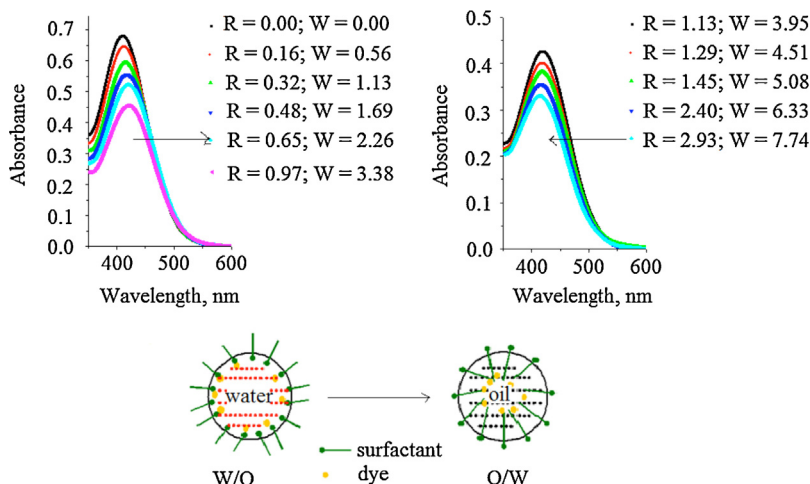 0.7
0.6
0.5
0.4
0.3
0.2
0.1
0.0
Absorbance
400
500
600
Wavelength, nm
R = 0.00; W = 0.00
R = 0.16; W = 0.56
R = 0.32; W = 1.13
R = 0.48; W = 1.69
R = 0.65; W = 2.26
R = 0.97; W = 3.38
0.5
0.4
0.3
0.2
0.1
0.0
Absorbance
400
500
600
Wavelength, nm
R = 1.13; W = 3.95
R = 1.29; W = 4.51
R = 1.45; W = 5.08
R = 2.40; W = 6.33
R = 2.93; W = 7.74
water
oil
surfactant
dye
W/O
O/W